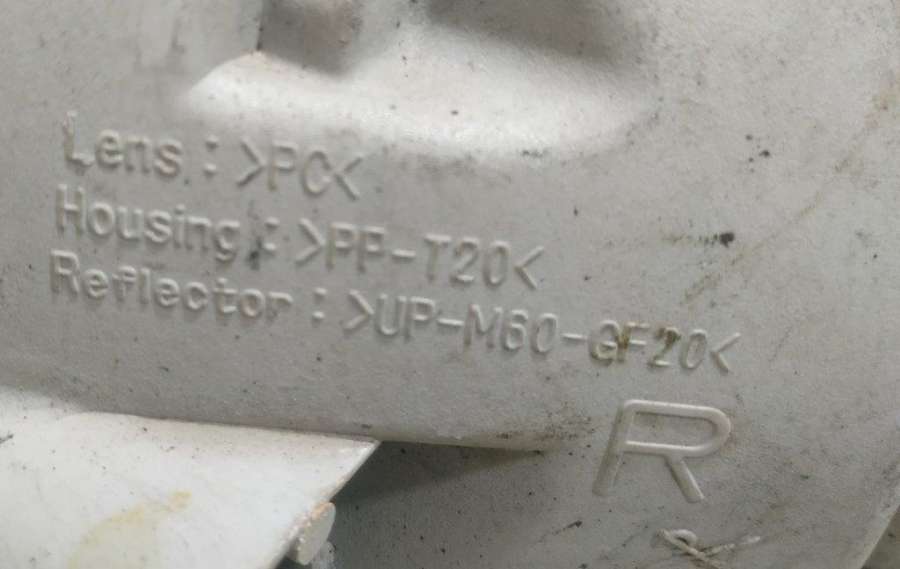 Lens : >PC<
Housing : >PP-T20<
Reflector : >UP-M60-GF20<
R